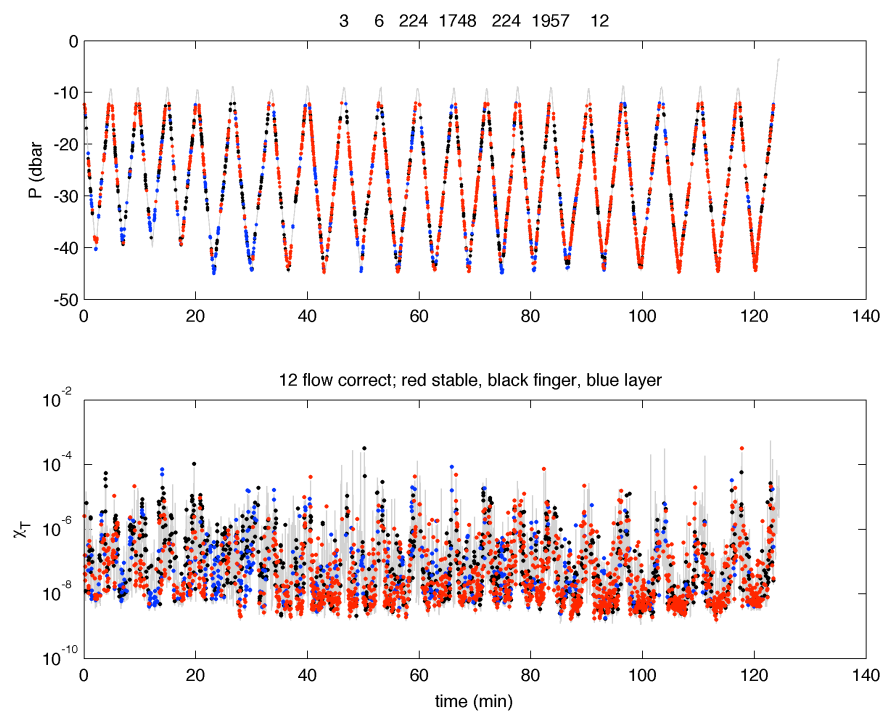 3 6 224 1748 224 1957 12
0
-10
-20
-30
-40
-50
P (dbar
0 20 40 60 80 100 120 140
12 flow correct; red stable, black finger, blue layer
10^-2
10^-4
10^-6
10^-8
10^-10
χ_T
0 20 40 60 80 100 120 140
time (min)